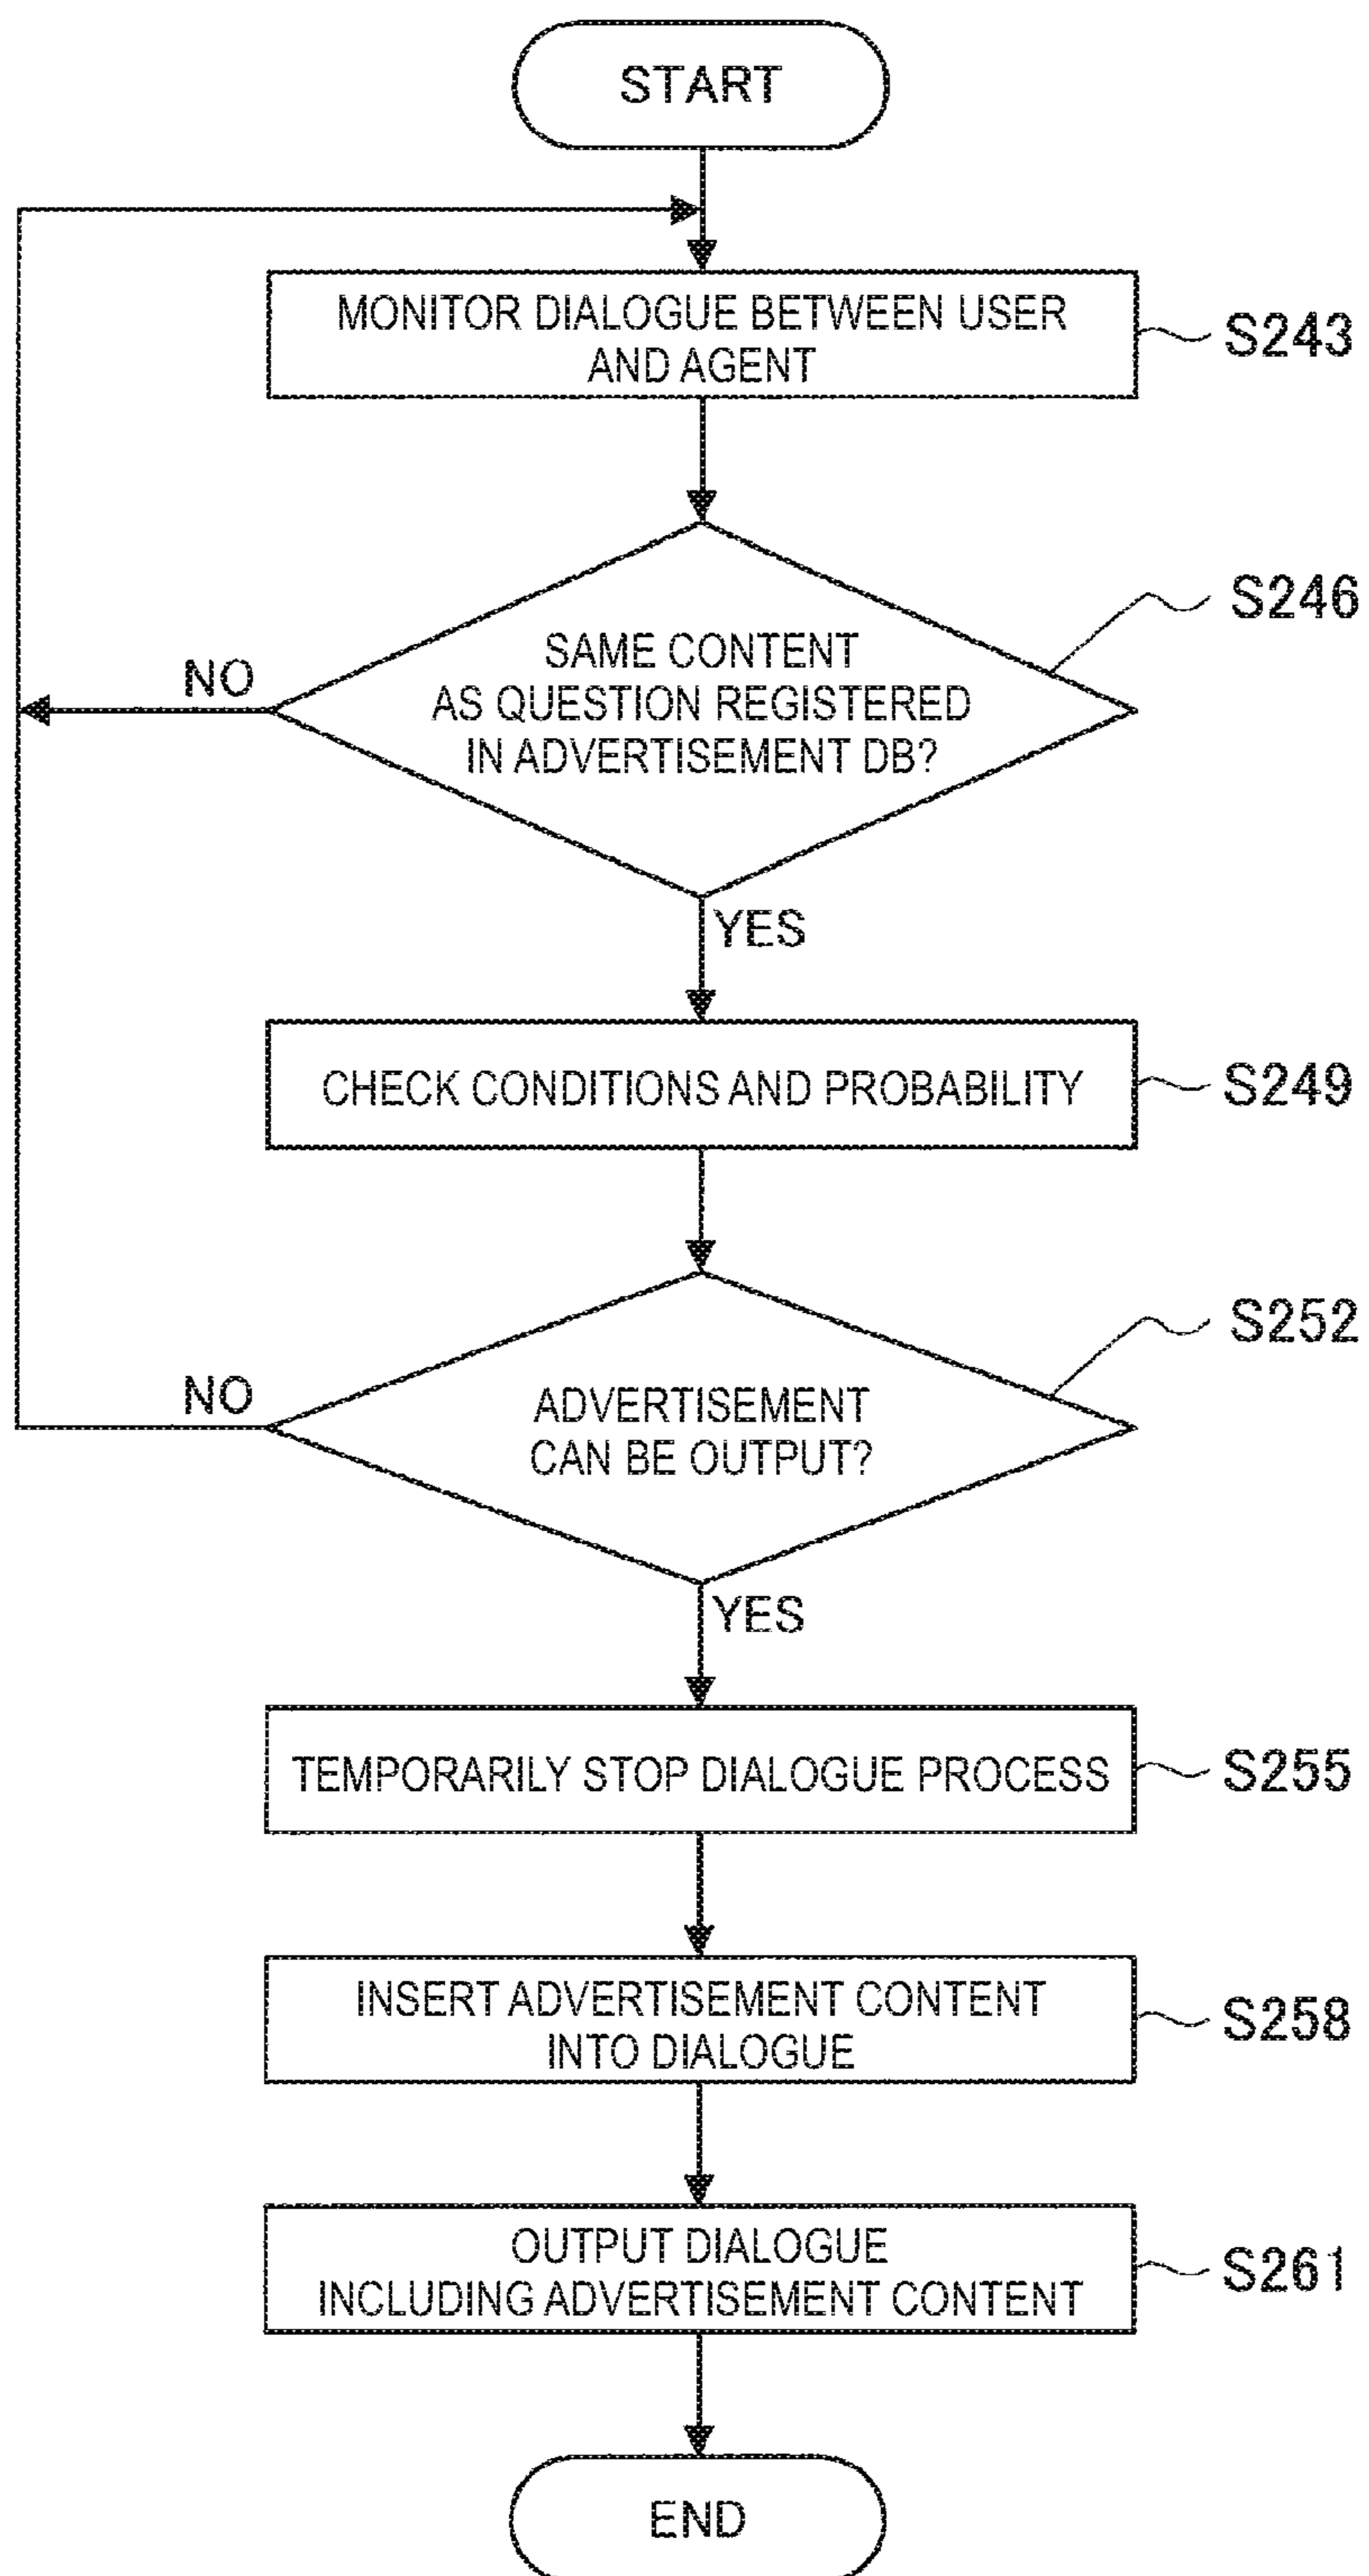 START
MONITOR DIALOGUE BETWEEN USER
AND AGENT
S243
S246
SAME CONTENT
AS QUESTION REGISTERED
IN ADVERTISEMENT DB?
NO
YES
CHECK CONDITIONS AND PROBABILITY
S249
S252
ADVERTISEMENT
CAN BE OUTPUT?
NO
YES
TEMPORARILY STOP DIALOGUE PROCESS
S255
INSERT ADVERTISEMENT CONTENT
INTO DIALOGUE
S258
OUTPUT DIALOGUE
INCLUDING ADVERTISEMENT CONTENT
S261
END